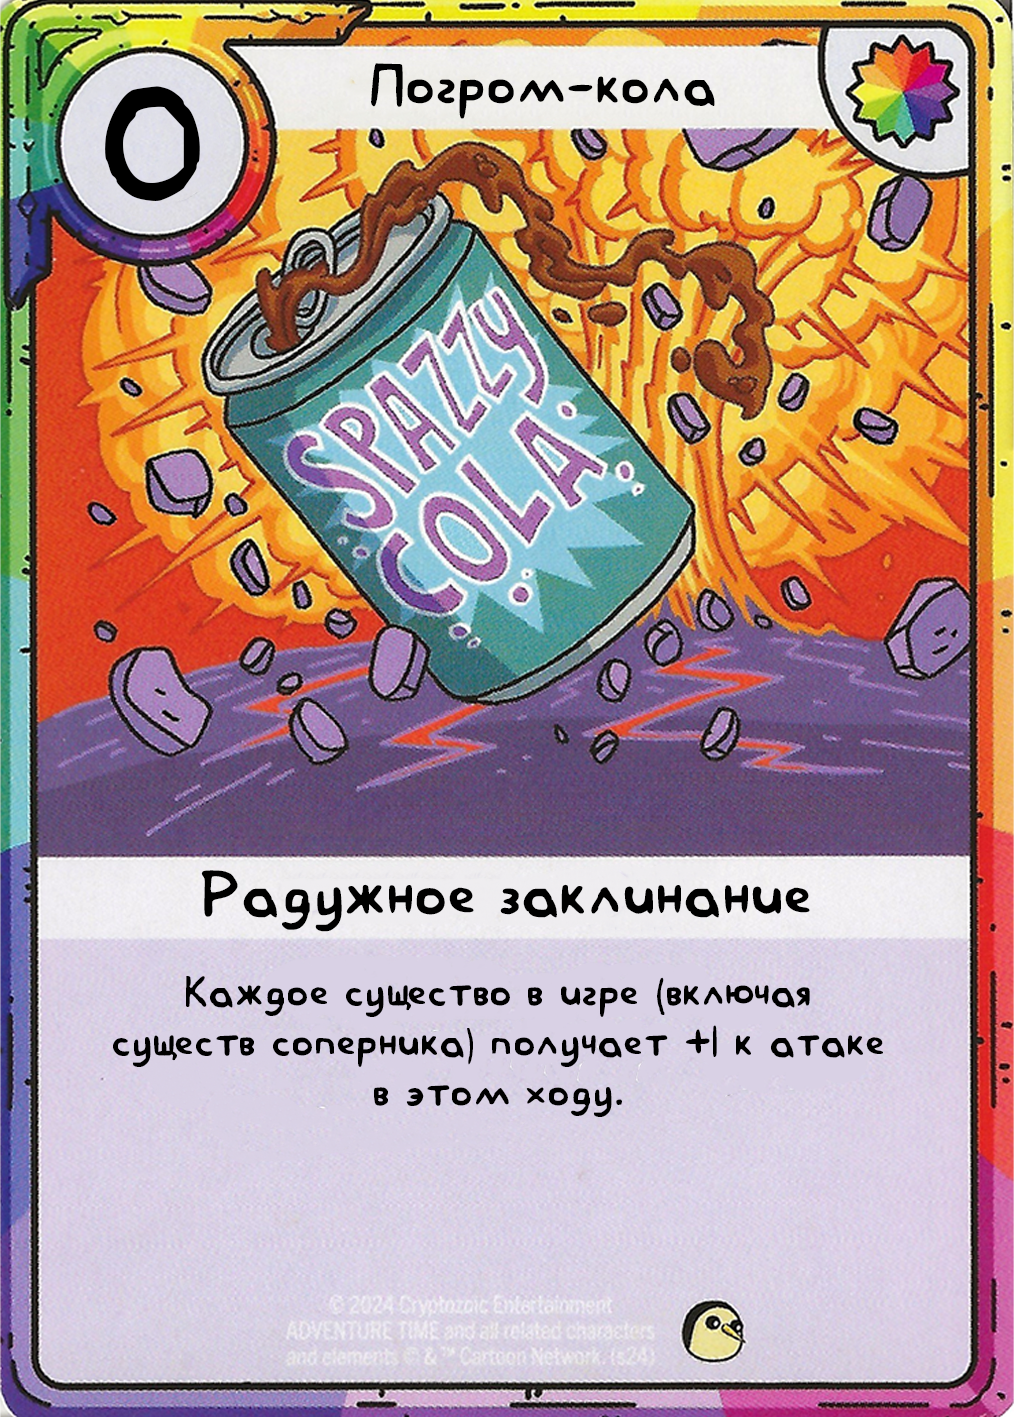 0
Погром-кола
SPAZZY
COLA
Радужное заклинание
Каждое существо в игре (включая
существ соперника) получает +1 к атаке
в этом ходу.
© 2024 Cryptozoic Entertainment
ADVENTURE TIME and all related characters
and elements © & ™ Cartoon Network. (s24)